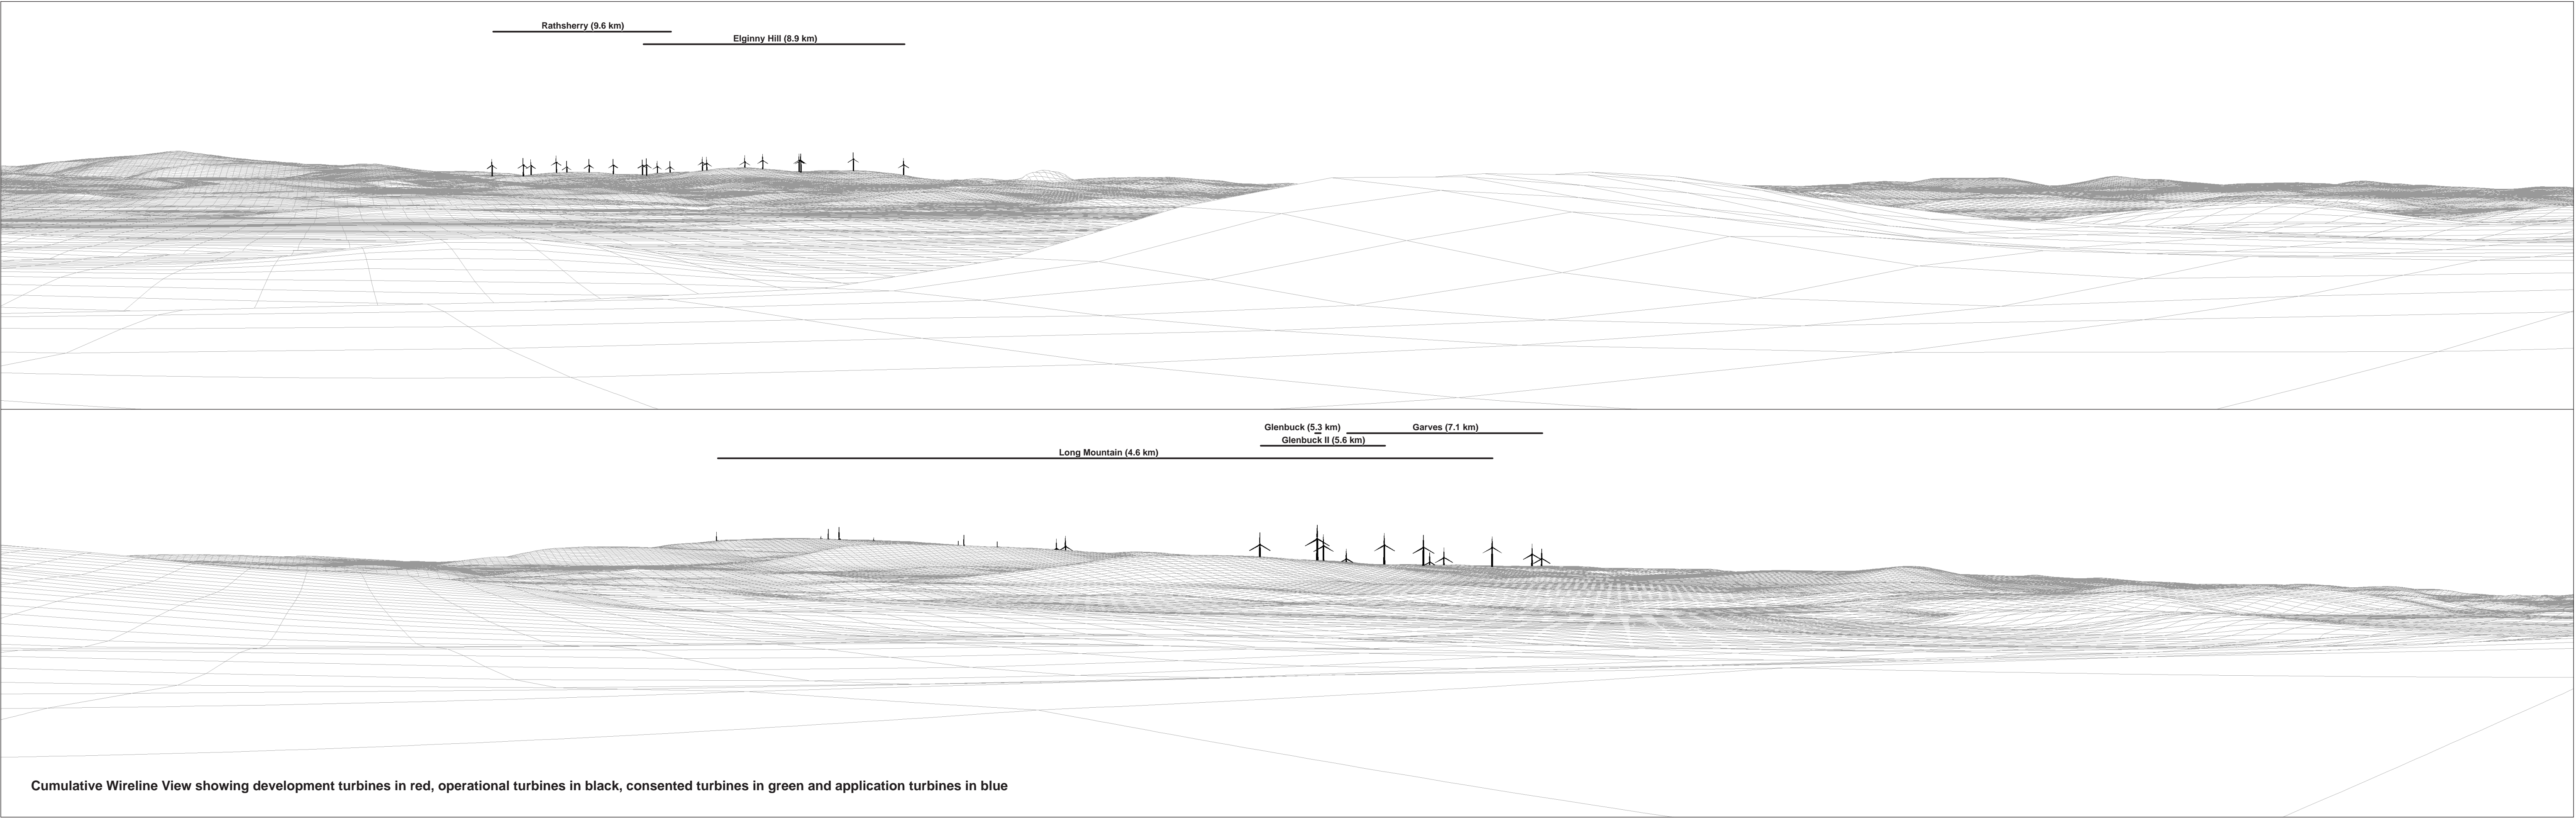 Rathsherry (9.6 km)
Elginny Hill (8.9 km)
Glenbuck (5.3 km)
Garves (7.1 km)
Glenbuck II (5.6 km)
Long Mountain (4.6 km)
Cumulative Wireline View showing development turbines in red, operational turbines in black, consented turbines in green and application turbines in blue